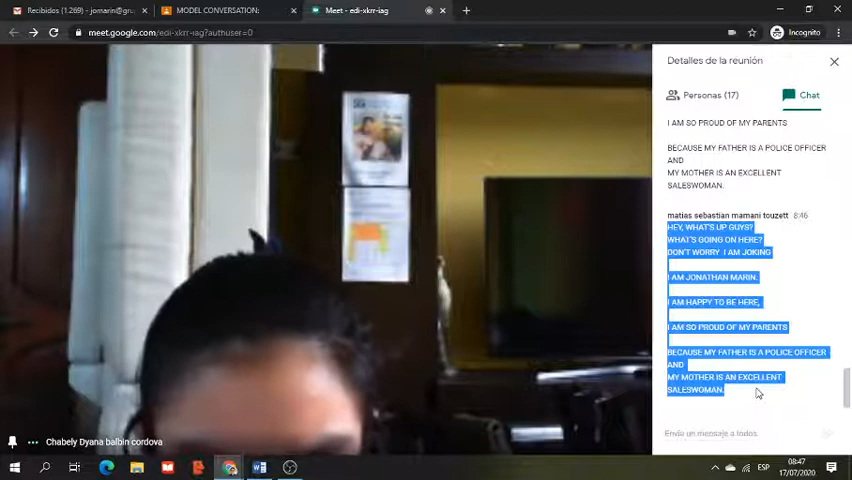 Recibidos (1.269) - jomarin@gru
MODEL CONVERSATION:
Meet - edi-xkrr-iag
meet.google.com/edi-xkrr-iag?authuser=0
Incognito
Detalles de la reunión
Personas (17)
Chat
I AM SO PROUD OF MY PARENTS
BECAUSE MY FATHER IS A POLICE OFFICER
AND
MY MOTHER IS AN EXCELLENT
SALESWOMAN.
matias sebastian mamani touzett 8:46
HEY, WHAT'S UP GUYS?
WHAT'S GOING ON HERE?
DON'T WORRY I AM JOKING
I AM JONATHAN MARIN.
I AM HAPPY TO BE HERE,
I AM SO PROUD OF MY PARENTS
BECAUSE MY FATHER IS A POLICE OFFICER
AND
MY MOTHER IS AN EXCELLENT
SALESWOMAN.
Envía un mensaje a todos
Chabely Dyana balbin cordova
ESP
08:47
17/07/2020